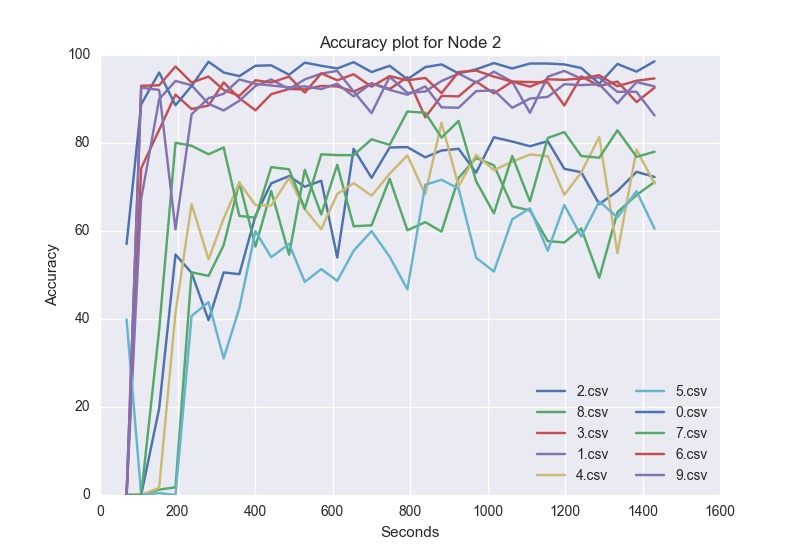 Accuracy plot for Node 2
100
80
60
40
20
0
Accuracy
2.csv 5.csv
8.csv 0.csv
3.csv 7.csv
1.csv 6.csv
4.csv 9.csv
0 200 400 600 800 1000 1200 1400 1600
Seconds